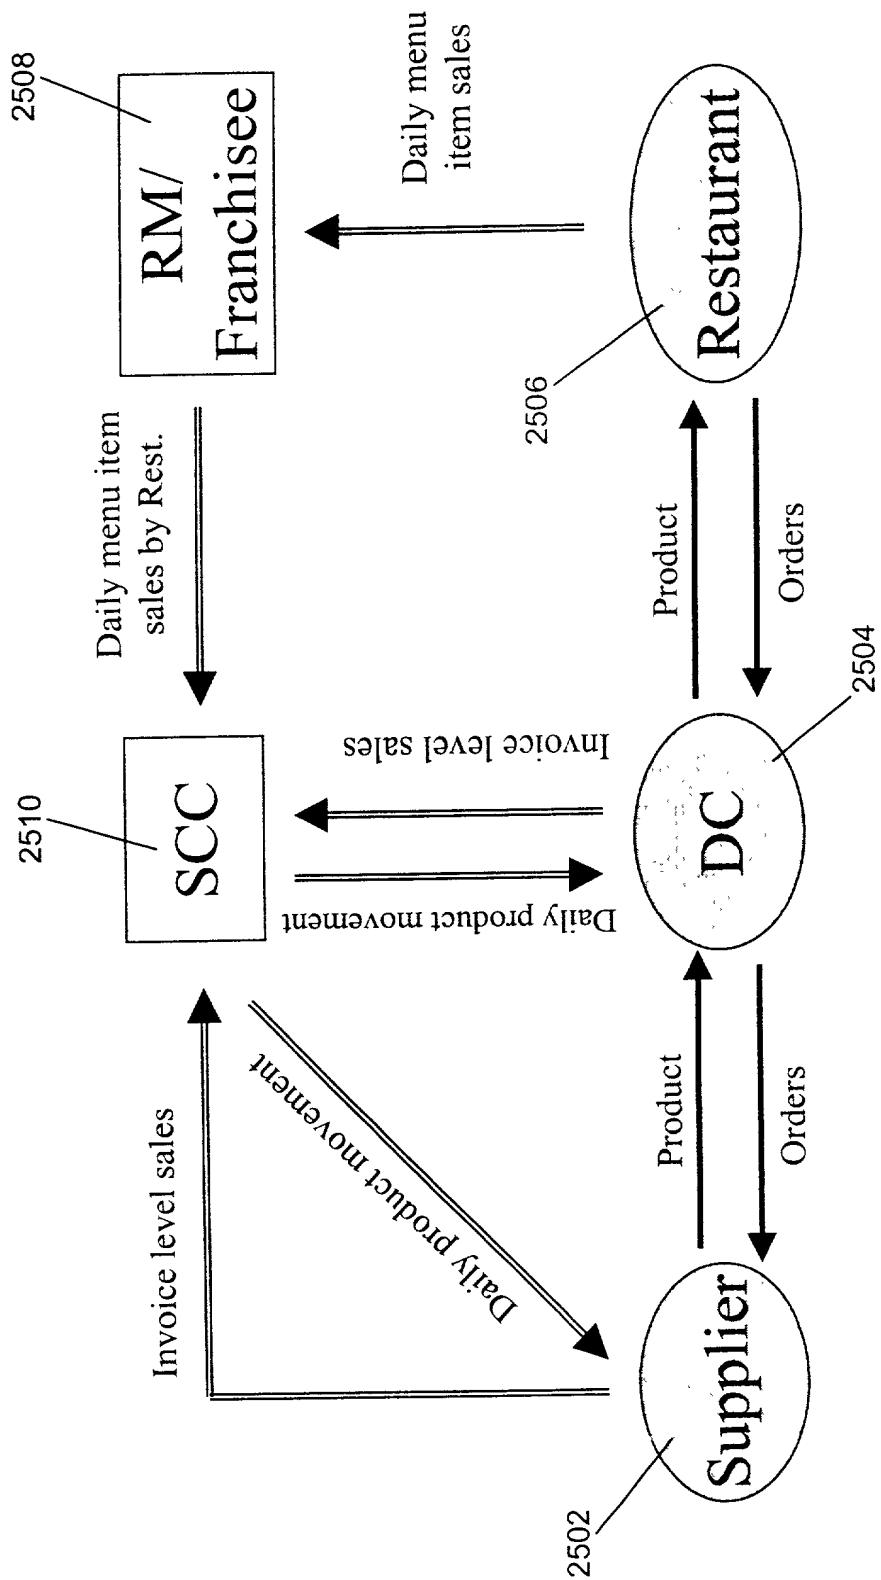 2510
2508
SCC
RM/
Franchisee
Daily menu item
sales by Rest.
Invoice level sales
Daily product movement
Daily product movement
Invoice level sales
Daily menu
item sales
2502
2506
Supplier
Product
Orders
DC
Product
Orders
Restaurant
2504